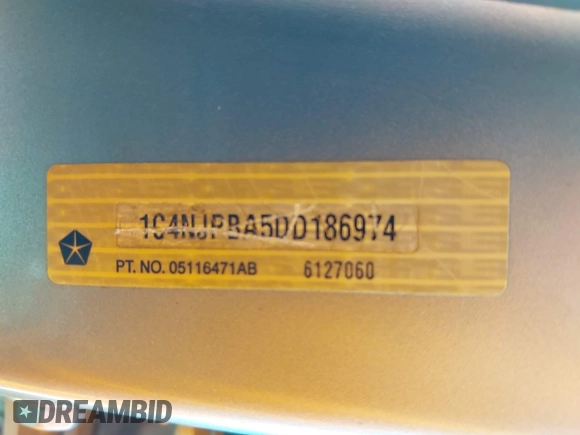 1C4NJPBA5DD186974
PT. NO. 05116471AB 6127060
DREAMBID